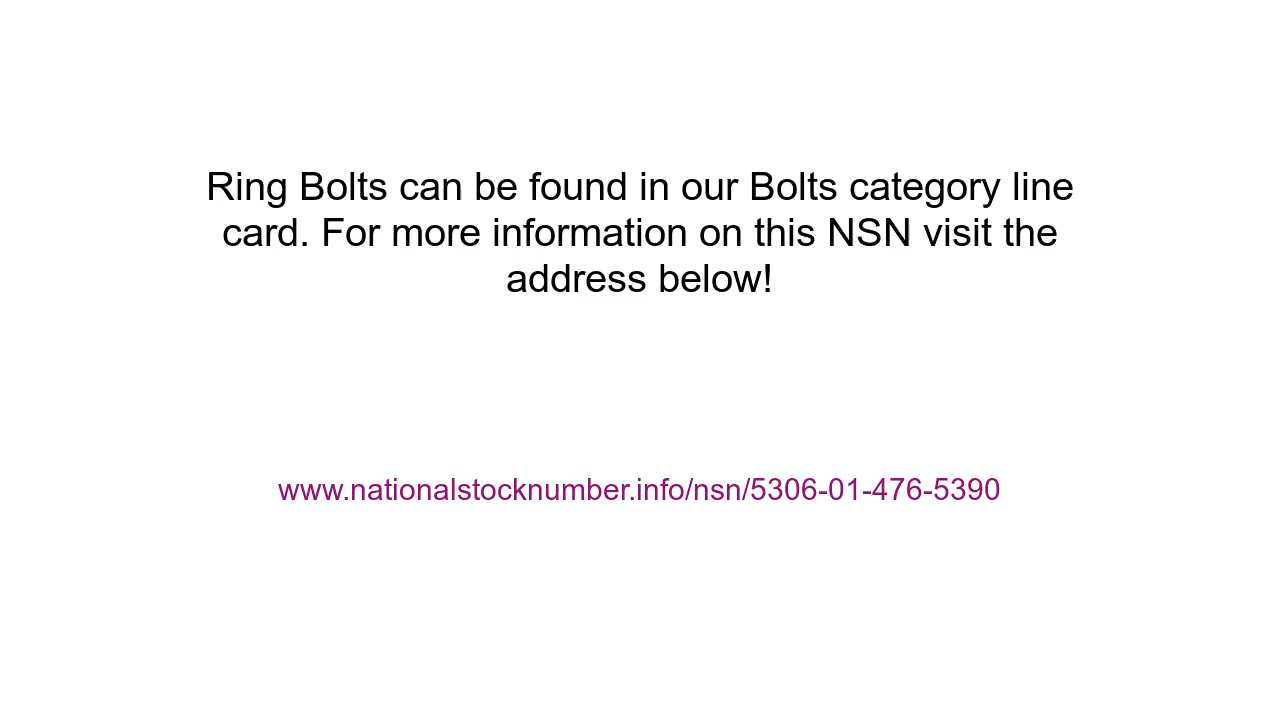 Ring Bolts can be found in our Bolts category line
card. For more information on this NSN visit the
address below!
www.nationalstocknumber.info/nsn/5306-01-476-5390